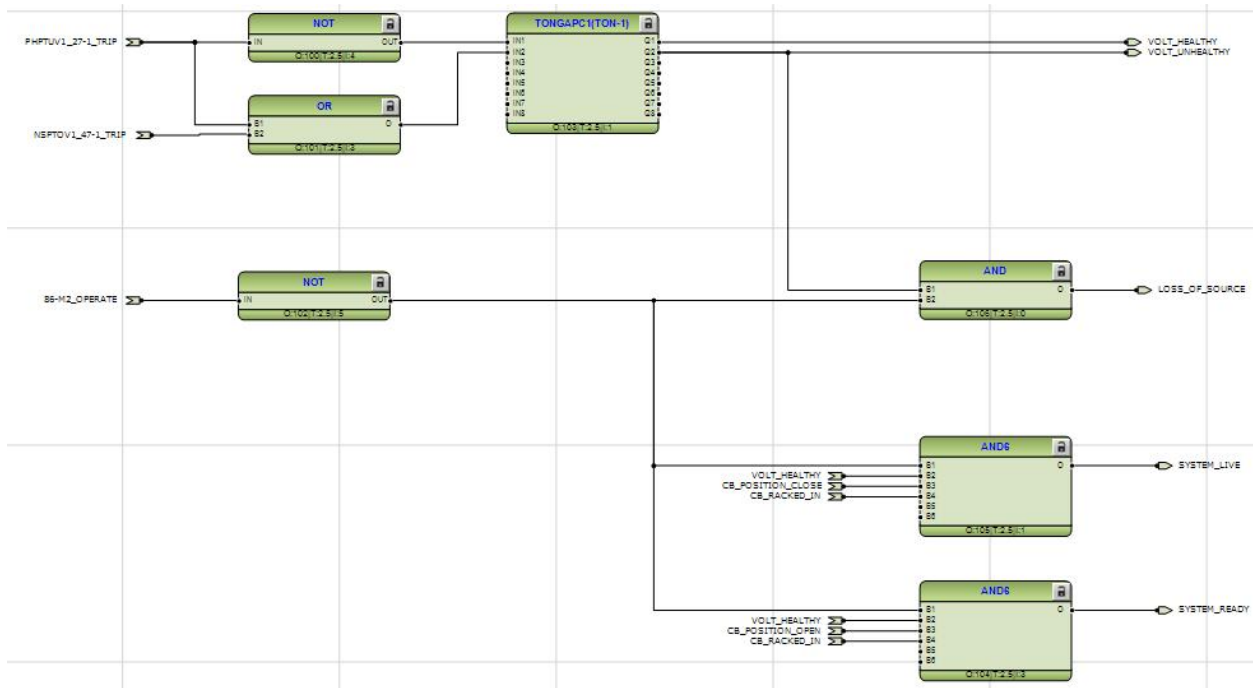 NOT
TONGAPC1(TON-1)
PHPTUV1_27-1_TRIP
IN
OUT
O:100|T:2.5|I:4
IN1
IN2
IN3
IN4
IN5
IN6
IN7
IN8
Q1
Q2
Q3
Q4
Q5
Q6
Q7
Q8
O:103|T:2.5|I:1
VOLT_HEALTHY
VOLT_UNHEALTHY
OR
NSPTOV1_47-1_TRIP
B1
B2
O
O:101|T:2.5|I:3
NOT
86-M2_OPERATE
IN
OUT
O:102|T:2.5|I:5
AND
B1
B2
O
LOSS_OF_SOURCE
O:106|T:2.5|I:0
AND6
VOLT_HEALTHY
CB_POSITION_CLOSE
CB_RACKED_IN
B1
B2
B3
B4
B5
B6
O
SYSTEM_LIVE
O:105|T:2.5|I:1
AND6
VOLT_HEALTHY
CB_POSITION_OPEN
CB_RACKED_IN
B1
B2
B3
B4
B5
B6
O
SYSTEM_READY
O:104|T:2.5|I:3